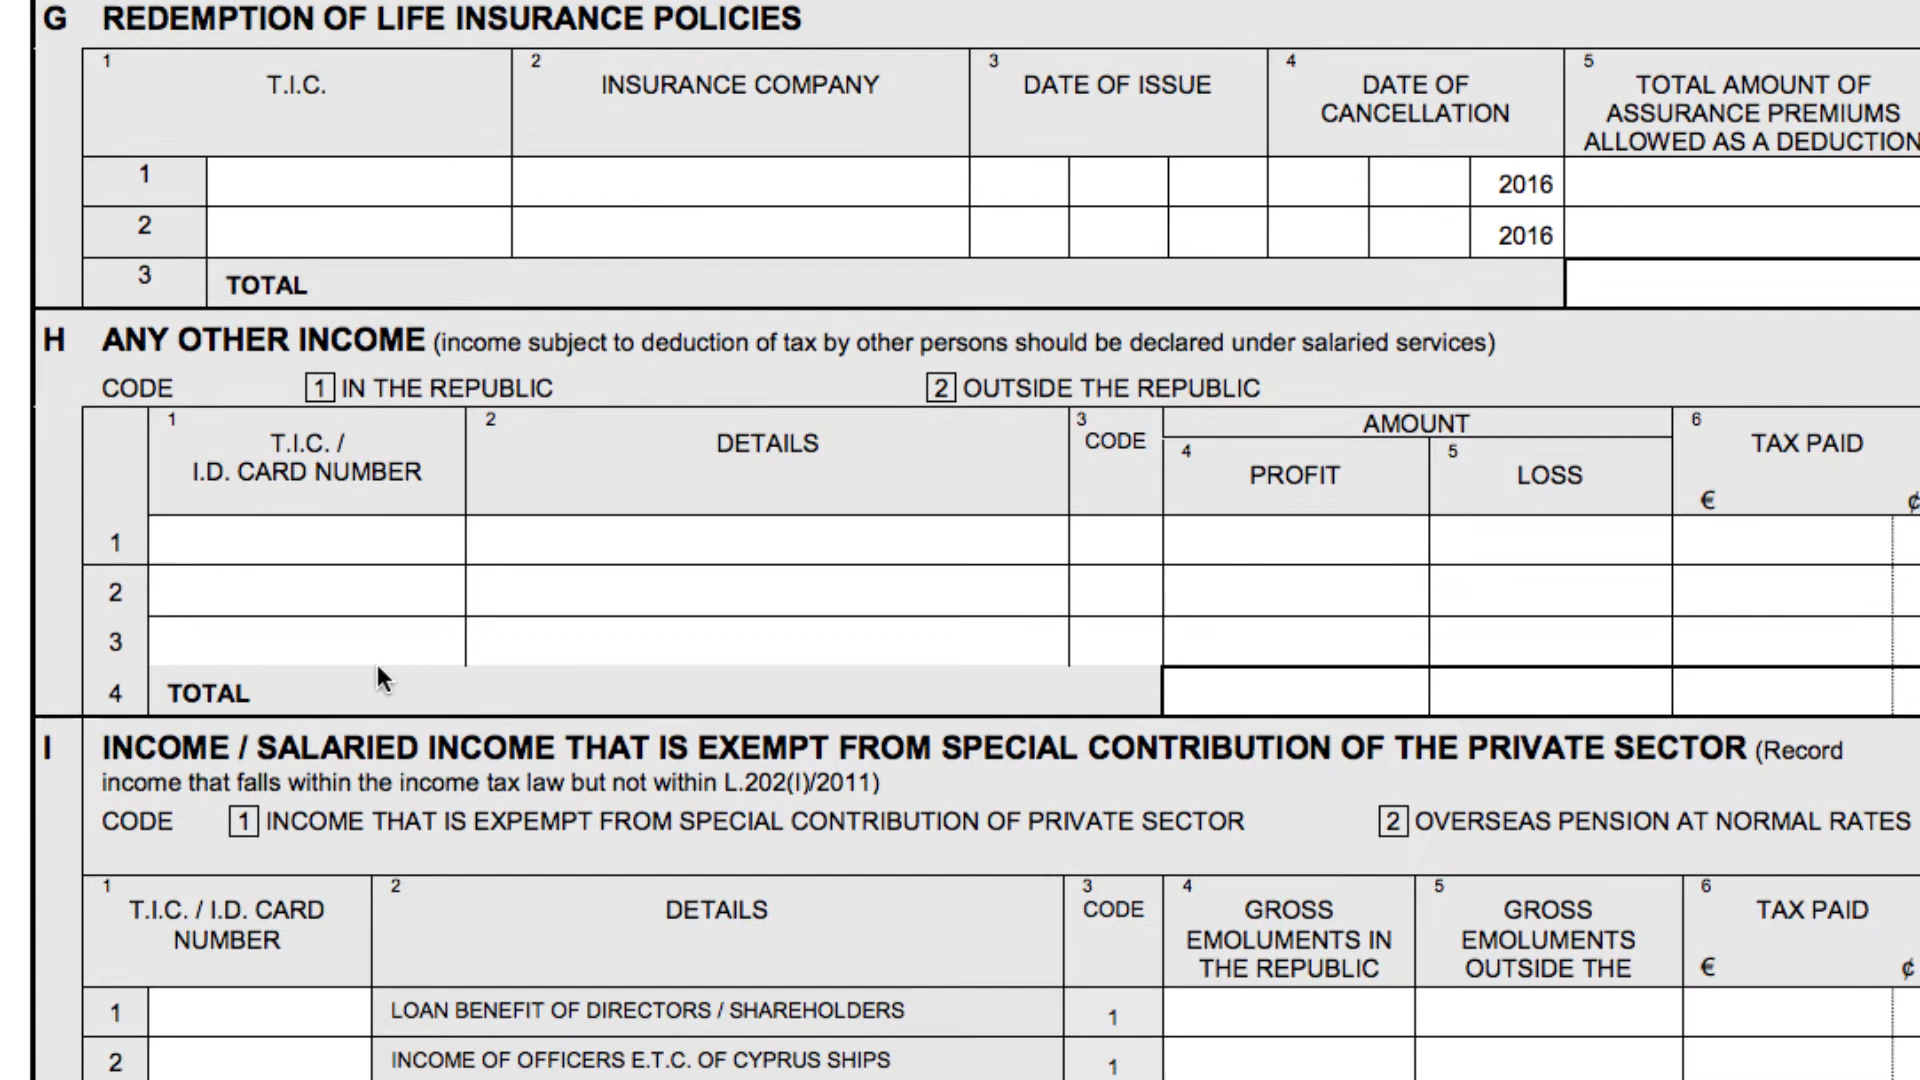 G REDEMPTION OF LIFE INSURANCE POLICIES
1 T.I.C. 2 INSURANCE COMPANY 3 DATE OF ISSUE 4 DATE OF CANCELLATION 5 TOTAL AMOUNT OF ASSURANCE PREMIUMS ALLOWED AS A DEDUCTION
1 2016
2 2016
3 TOTAL
H ANY OTHER INCOME (income subject to deduction of tax by other persons should be declared under salaried services)
CODE 1 IN THE REPUBLIC 2 OUTSIDE THE REPUBLIC
1 T.I.C. / I.D. CARD NUMBER 2 DETAILS 3 CODE AMOUNT 4 PROFIT 5 LOSS 6 TAX PAID € ¢
1
2
3
4 TOTAL
I INCOME / SALARIED INCOME THAT IS EXEMPT FROM SPECIAL CONTRIBUTION OF THE PRIVATE SECTOR (Record
income that falls within the income tax law but not within L.202(I)/2011)
CODE 1 INCOME THAT IS EXPEMPT FROM SPECIAL CONTRIBUTION OF PRIVATE SECTOR 2 OVERSEAS PENSION AT NORMAL RATES
1 T.I.C. / I.D. CARD NUMBER 2 DETAILS 3 CODE 4 GROSS EMOLUMENTS IN THE REPUBLIC 5 GROSS EMOLUMENTS OUTSIDE THE 6 TAX PAID € ¢
1 LOAN BENEFIT OF DIRECTORS / SHAREHOLDERS 1
2 INCOME OF OFFICERS E.T.C. OF CYPRUS SHIPS 1